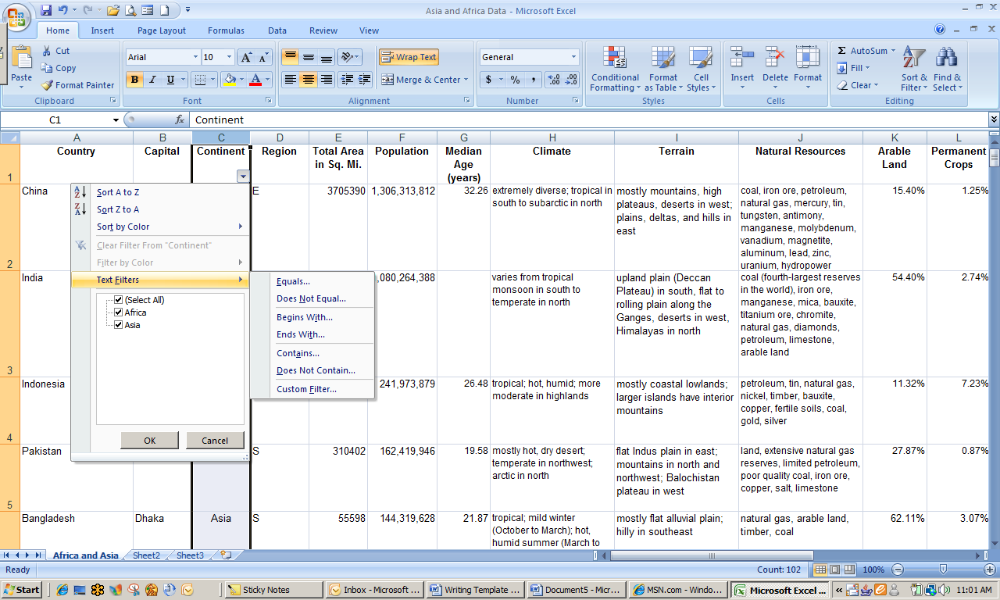 Asia and Africa Data - Microsoft Excel
Home Insert Page Layout Formulas Data Review View
Paste
Cut
Copy
Format Painter
Clipboard
Arial 10
B I U
Font
Wrap Text
Merge & Center
Alignment
General
$ % ,
Number
Conditional Formatting
Format as Table
Cell Styles
Styles
Insert Delete Format
Cells
AutoSum
Fill
Clear
Sort & Filter
Find & Select
Editing
C1 fx Continent
A B C D E F G H I J K L
1
Country
Capital
Continent
Region
Total Area
in Sq. Mi.
Population
Median
Age
(years)
Climate
Terrain
Natural Resources
Arable
Land
Permanent
Crops
2
China
E
3705390
1,306,313,812
32.26
extremely diverse; tropical in
south to subarctic in north
mostly mountains, high
plateaus, deserts in west;
plains, deltas, and hills in
east
coal, iron ore, petroleum,
natural gas, mercury, tin,
tungsten, antimony,
manganese, molybdenum,
vanadium, magnetite,
aluminum, lead, zinc,
uranium, hydropower
15.40%
1.25%
3
India
,080,264,388
varies from tropical
monsoon in south to
temperate in north
upland plain (Deccan
Plateau) in south, flat to
rolling plain along the
Ganges, deserts in west,
Himalayas in north
coal (fourth-largest reserves
in the world), iron ore,
manganese, mica, bauxite,
titanium ore, chromite,
natural gas, diamonds,
petroleum, limestone,
arable land
54.40%
2.74%
4
Indonesia
241,973,879
26.48
tropical; hot, humid; more
moderate in highlands
mostly coastal lowlands;
larger islands have interior
mountains
petroleum, tin, natural gas,
nickel, timber, bauxite,
copper, fertile soils, coal,
gold, silver
11.32%
7.23%
5
Pakistan
S
310402
162,419,946
19.58
mostly hot, dry desert;
temperate in northwest;
arctic in north
flat Indus plain in east;
mountains in north and
northwest; Balochistan
plateau in west
land, extensive natural gas
reserves, limited petroleum,
poor quality coal, iron ore,
copper, salt, limestone
27.87%
0.87%
Bangladesh
Dhaka
Asia
S
55598
144,319,628
21.87
tropical; mild winter
(October to March); hot,
humid summer (March to
mostly flat alluvial plain;
hilly in southeast
natural gas, arable land,
timber, coal
62.11%
3.07%
Sort A to Z
Sort Z to A
Sort by Color
Clear Filter From "Continent"
Filter by Color
Text Filters
(Select All)
Africa
Asia
OK Cancel
Equals...
Does Not Equal...
Begins With...
Ends With...
Contains...
Does Not Contain...
Custom Filter...
Africa and Asia Sheet2 Sheet3
Ready Count: 102 100%
Start Sticky Notes Inbox - Microsoft ... Writing Template ... Document5 - Micr... MSN.com - Windo... Microsoft Excel ... 11:01 AM